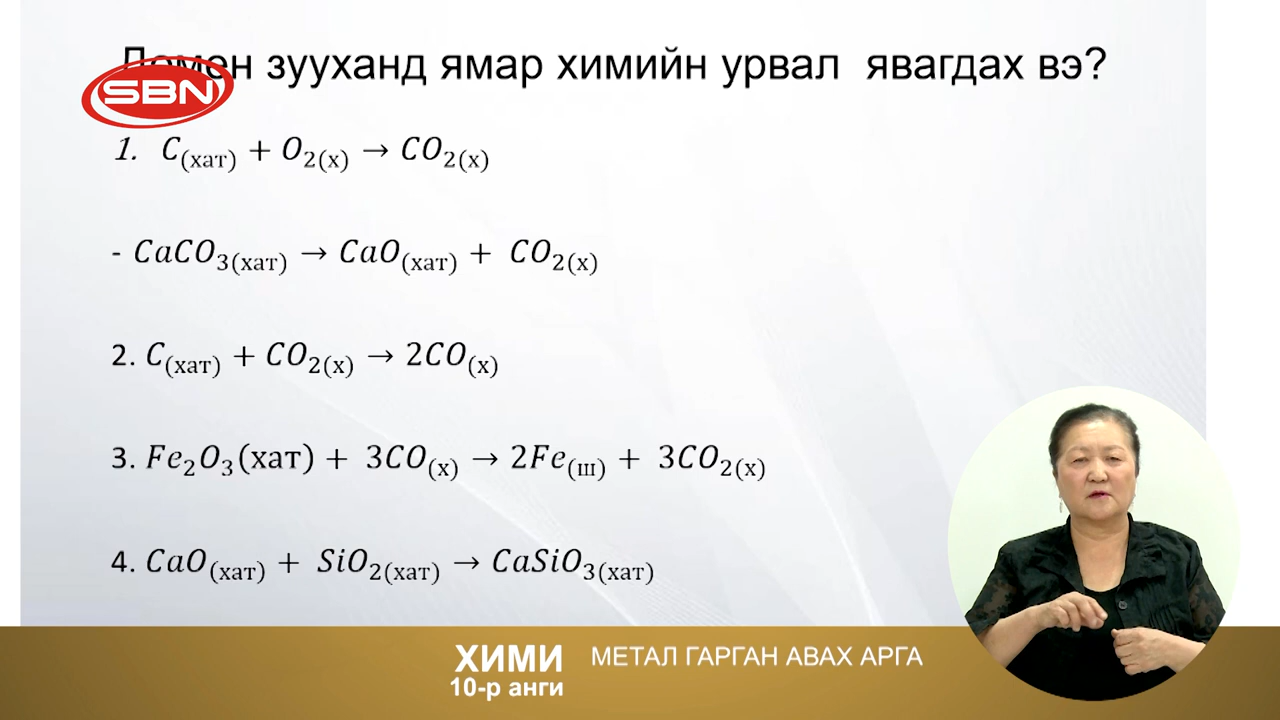 Домен зууханд ямар химийн урвал явагдах вэ?
SBN
1. C(хат) + O2(х) → CO2(х)
- CaCO3(хат) → CaO(хат) + CO2(х)
2. C(хат) + CO2(х) → 2CO(х)
3. Fe2O3(хат) + 3CO(х) → 2Fe(ш) + 3CO2(х)
4. CaO(хат) + SiO2(хат) → CaSiO3(хат)
ХИМИ МЕТАЛ ГАРГАН АВАХ АРГА
10-р анги